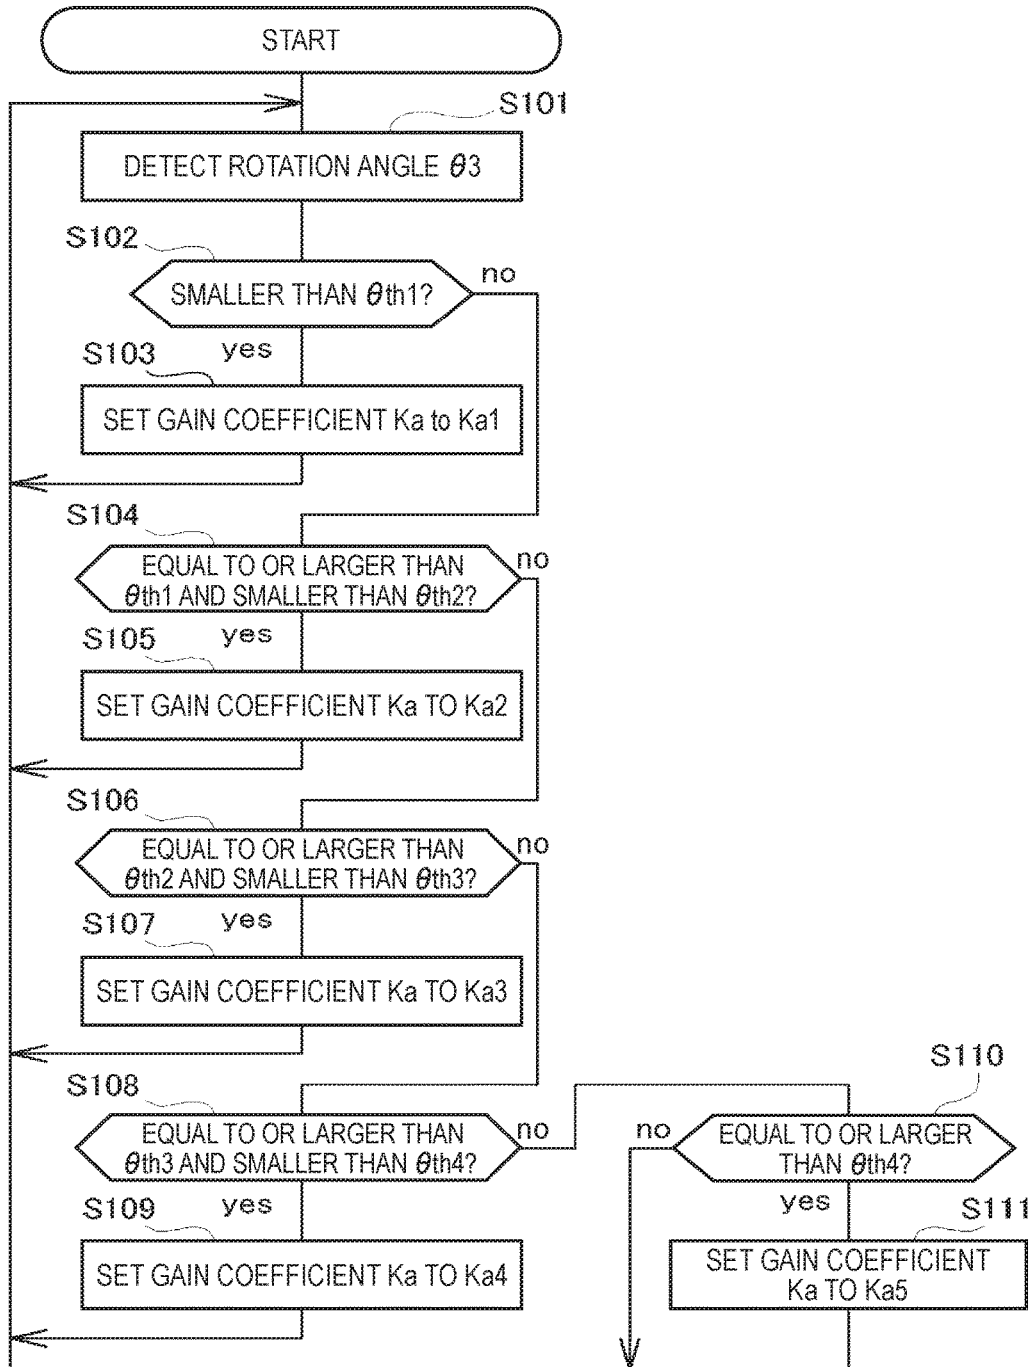 START
S101
DETECT ROTATION ANGLE θ3
S102
no
SMALLER THAN θth1?
yes
S103
SET GAIN COEFFICIENT Ka to Ka1
S104
no
EQUAL TO OR LARGER THAN
θth1 AND SMALLER THAN θth2?
yes
S105
SET GAIN COEFFICIENT Ka TO Ka2
S106
no
EQUAL TO OR LARGER THAN
θth2 AND SMALLER THAN θth3?
yes
S107
SET GAIN COEFFICIENT Ka TO Ka3
S108
no
EQUAL TO OR LARGER THAN
θth3 AND SMALLER THAN θth4?
yes
S109
SET GAIN COEFFICIENT Ka TO Ka4
S110
no
EQUAL TO OR LARGER
THAN θth4?
yes
S111
SET GAIN COEFFICIENT
Ka TO Ka5